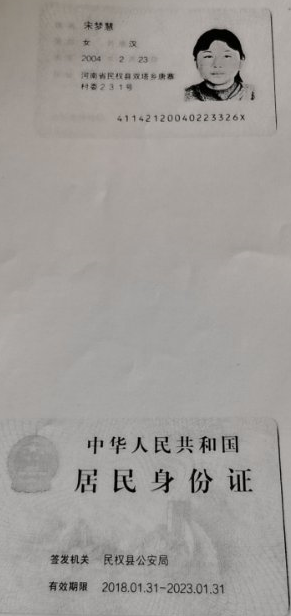 宋梦慧
女 汉
2004 2 23
河南省民权县双塔乡唐寨
村委231号
41142120040223326X
中华人民共和国
居民身份证
签发机关 民权县公安局
有效期限 2018.01.31-2023.01.31